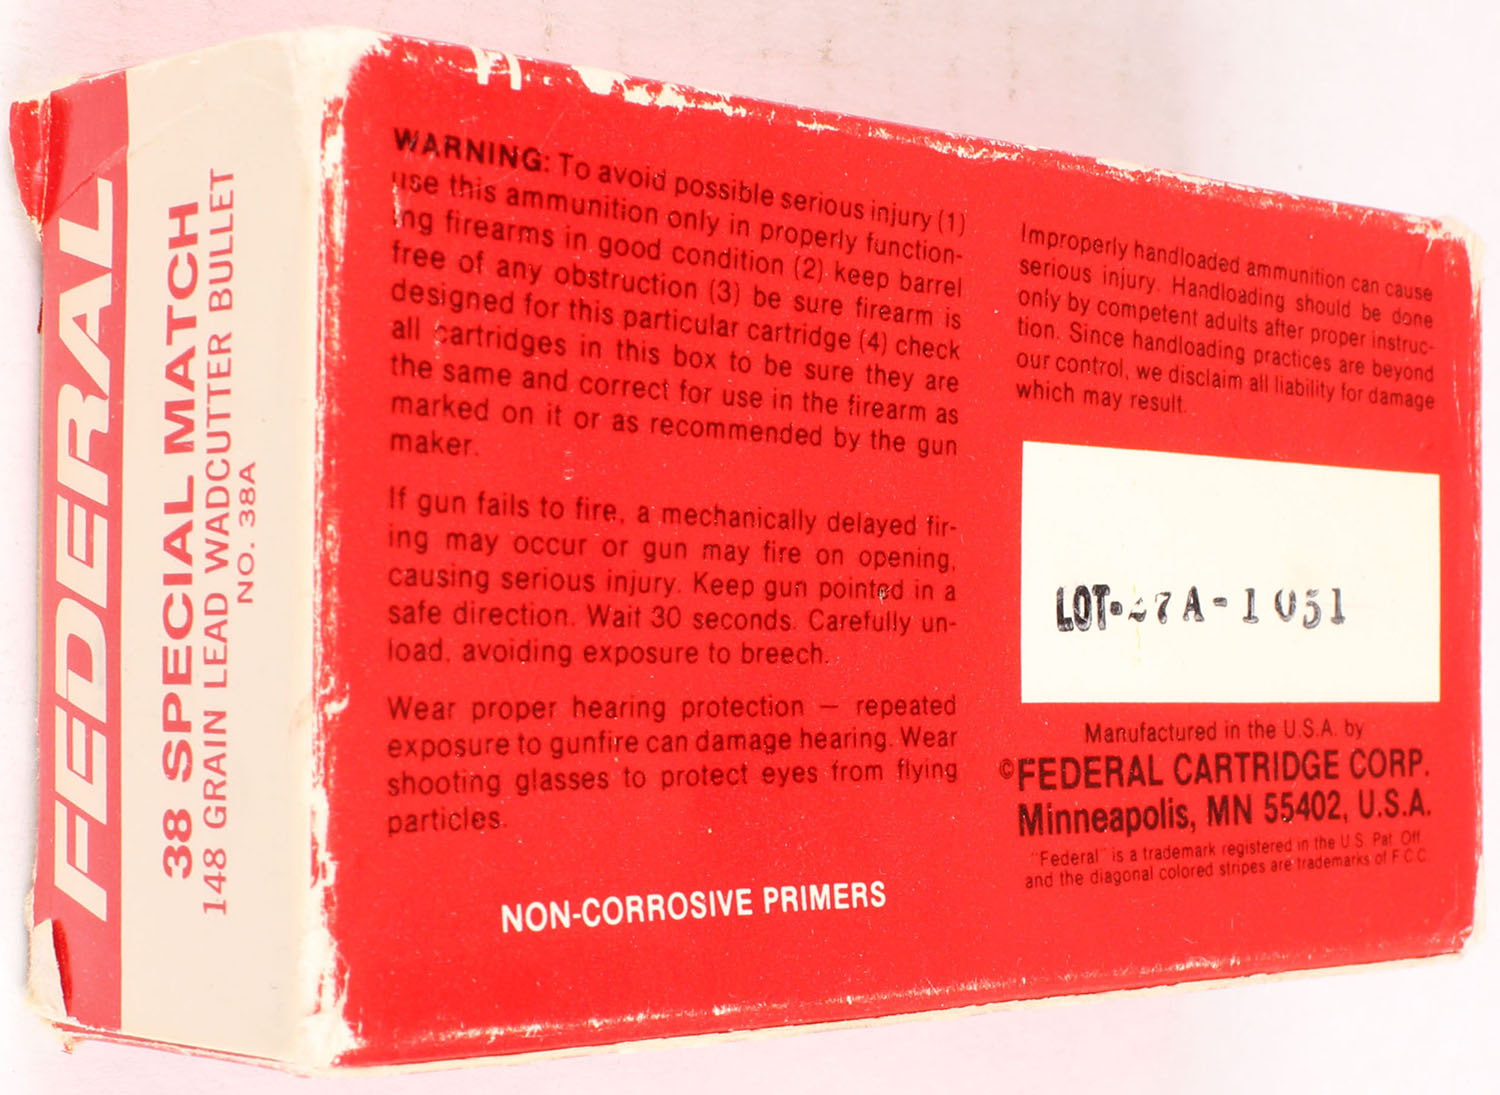 FEDERAL
38 SPECIAL MATCH
148 GRAIN LEAD WADCUTTER BULLET
NO. 38A
WARNING: To avoid possible serious injury (1)
use this ammunition only in properly function-
ing firearms in good condition (2) keep barrel
free of any obstruction (3) be sure firearm is
designed for this particular cartridge (4) check
all cartridges in this box to be sure they are
the same and correct for use in the firearm as
marked on it or as recommended by the gun
maker.
If gun fails to fire, a mechanically delayed fir-
ing may occur or gun may fire on opening,
causing serious injury. Keep gun pointed in a
safe direction. Wait 30 seconds. Carefully un-
load, avoiding exposure to breech.
Wear proper hearing protection — repeated
exposure to gunfire can damage hearing. Wear
shooting glasses to protect eyes from flying
particles.
NON-CORROSIVE PRIMERS
Improperly handloaded ammunition can cause
serious injury. Handloading should be done
only by competent adults after proper instruc-
tion. Since handloading practices are beyond
our control, we disclaim all liability for damage
which may result.
LOT-27A-1051
Manufactured in the U.S.A. by
©FEDERAL CARTRIDGE CORP.
Minneapolis, MN 55402, U.S.A.
"Federal" is a trademark registered in the U.S. Pat. Off.
and the diagonal colored stripes are trademarks of F.C.C.